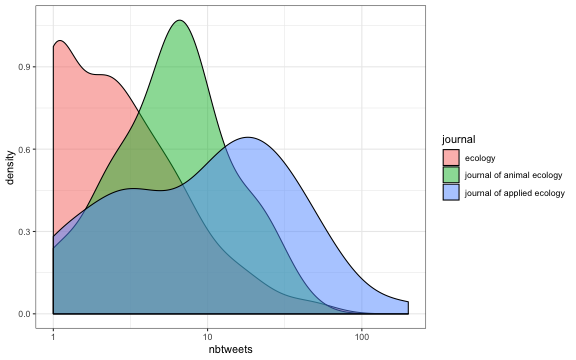 density
0.9
0.6
0.3
0.0
1
10
100
nbtweets
journal
ecology
journal of animal ecology
journal of applied ecology